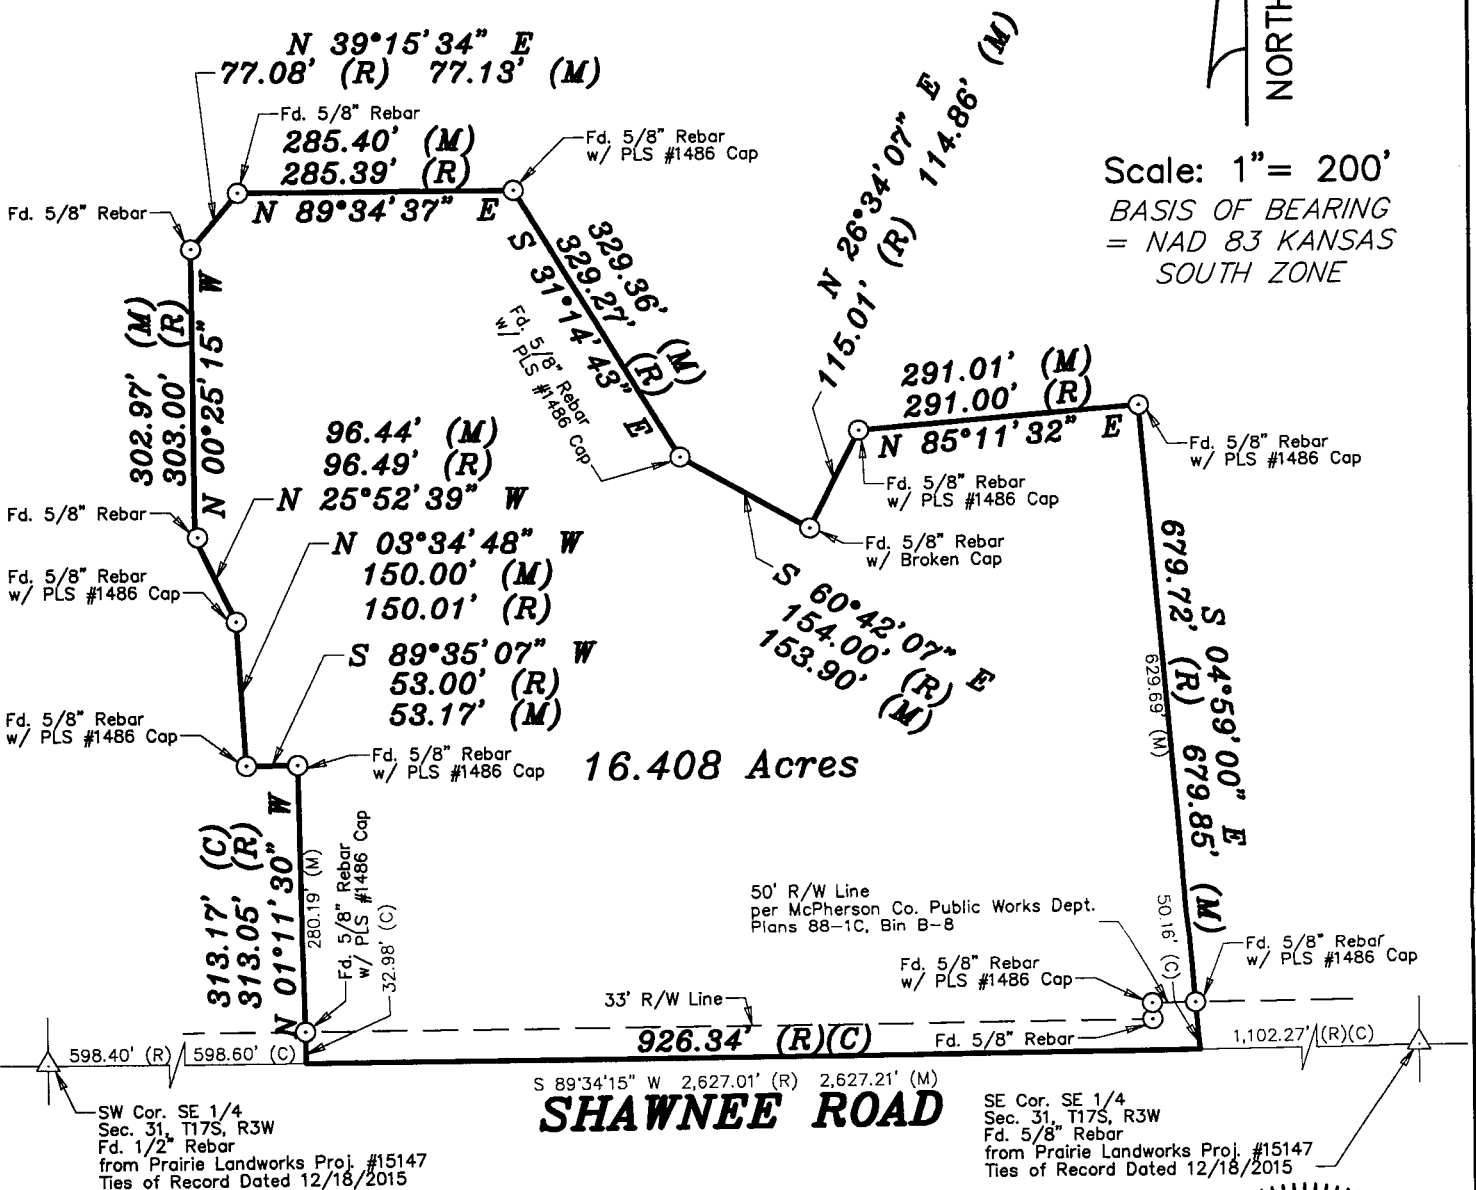 N 39°15'34" E
77.08' (R) 77.13' (M)
Fd. 5/8" Rebar
285.40' (M)
285.39' (R)
N 89°34'37" E
Fd. 5/8" Rebar
w/ PLS #1486 Cap
Fd. 5/8" Rebar
N 26°34'07" E
115.01' (R) 114.86' (M)
NORTH
Scale: 1"= 200'
BASIS OF BEARING
= NAD 83 KANSAS
SOUTH ZONE
329.36' (M)
329.27' (R)
S 31°14'43" E
Fd. 5/8" Rebar
w/ PLS #1486 Cap
302.97' (M)
303.00' (R)
N 00°25'15" W
291.01' (M)
291.00' (R)
N 85°11'32" E
Fd. 5/8" Rebar
w/ PLS #1486 Cap
Fd. 5/8" Rebar
w/ PLS #1486 Cap
96.44' (M)
96.49' (R)
N 25°52'39" W
Fd. 5/8" Rebar
N 03°34'48" W
150.00' (M)
150.01' (R)
Fd. 5/8" Rebar
w/ PLS #1486 Cap
Fd. 5/8" Rebar
w/ Broken Cap
S 60°42'07" E
154.00' (R)
153.90' (M)
S 04°59'00" E
679.72' (R) 679.85' (M)
629.69' (M)
S 89°35'07" W
53.00' (R)
53.17' (M)
Fd. 5/8" Rebar
w/ PLS #1486 Cap
Fd. 5/8" Rebar
w/ PLS #1486 Cap
16.408 Acres
313.17' (C)
313.05' (R)
N 01°11'30" W
280.19' (M)
Fd. 5/8" Rebar
w/ PLS #1486 Cap
32.98' (C)
50' R/W Line
per McPherson Co. Public Works Dept.
Plans 88-1C, Bin B-8
50.16' (C)
Fd. 5/8" Rebar
w/ PLS #1486 Cap
Fd. 5/8" Rebar
w/ PLS #1486 Cap
33' R/W Line
926.34' (R)(C)
Fd. 5/8" Rebar
598.40' (R) 598.60' (C)
1,102.27' (R)(C)
S 89°34'15" W 2,627.01' (R) 2,627.21' (M)
SHAWNEE ROAD
SW Cor. SE 1/4
Sec. 31, T17S, R3W
Fd. 1/2" Rebar
from Prairie Landworks Proj. #15147
Ties of Record Dated 12/18/2015
SE Cor. SE 1/4
Sec. 31, T17S, R3W
Fd. 5/8" Rebar
from Prairie Landworks Proj. #15147
Ties of Record Dated 12/18/2015